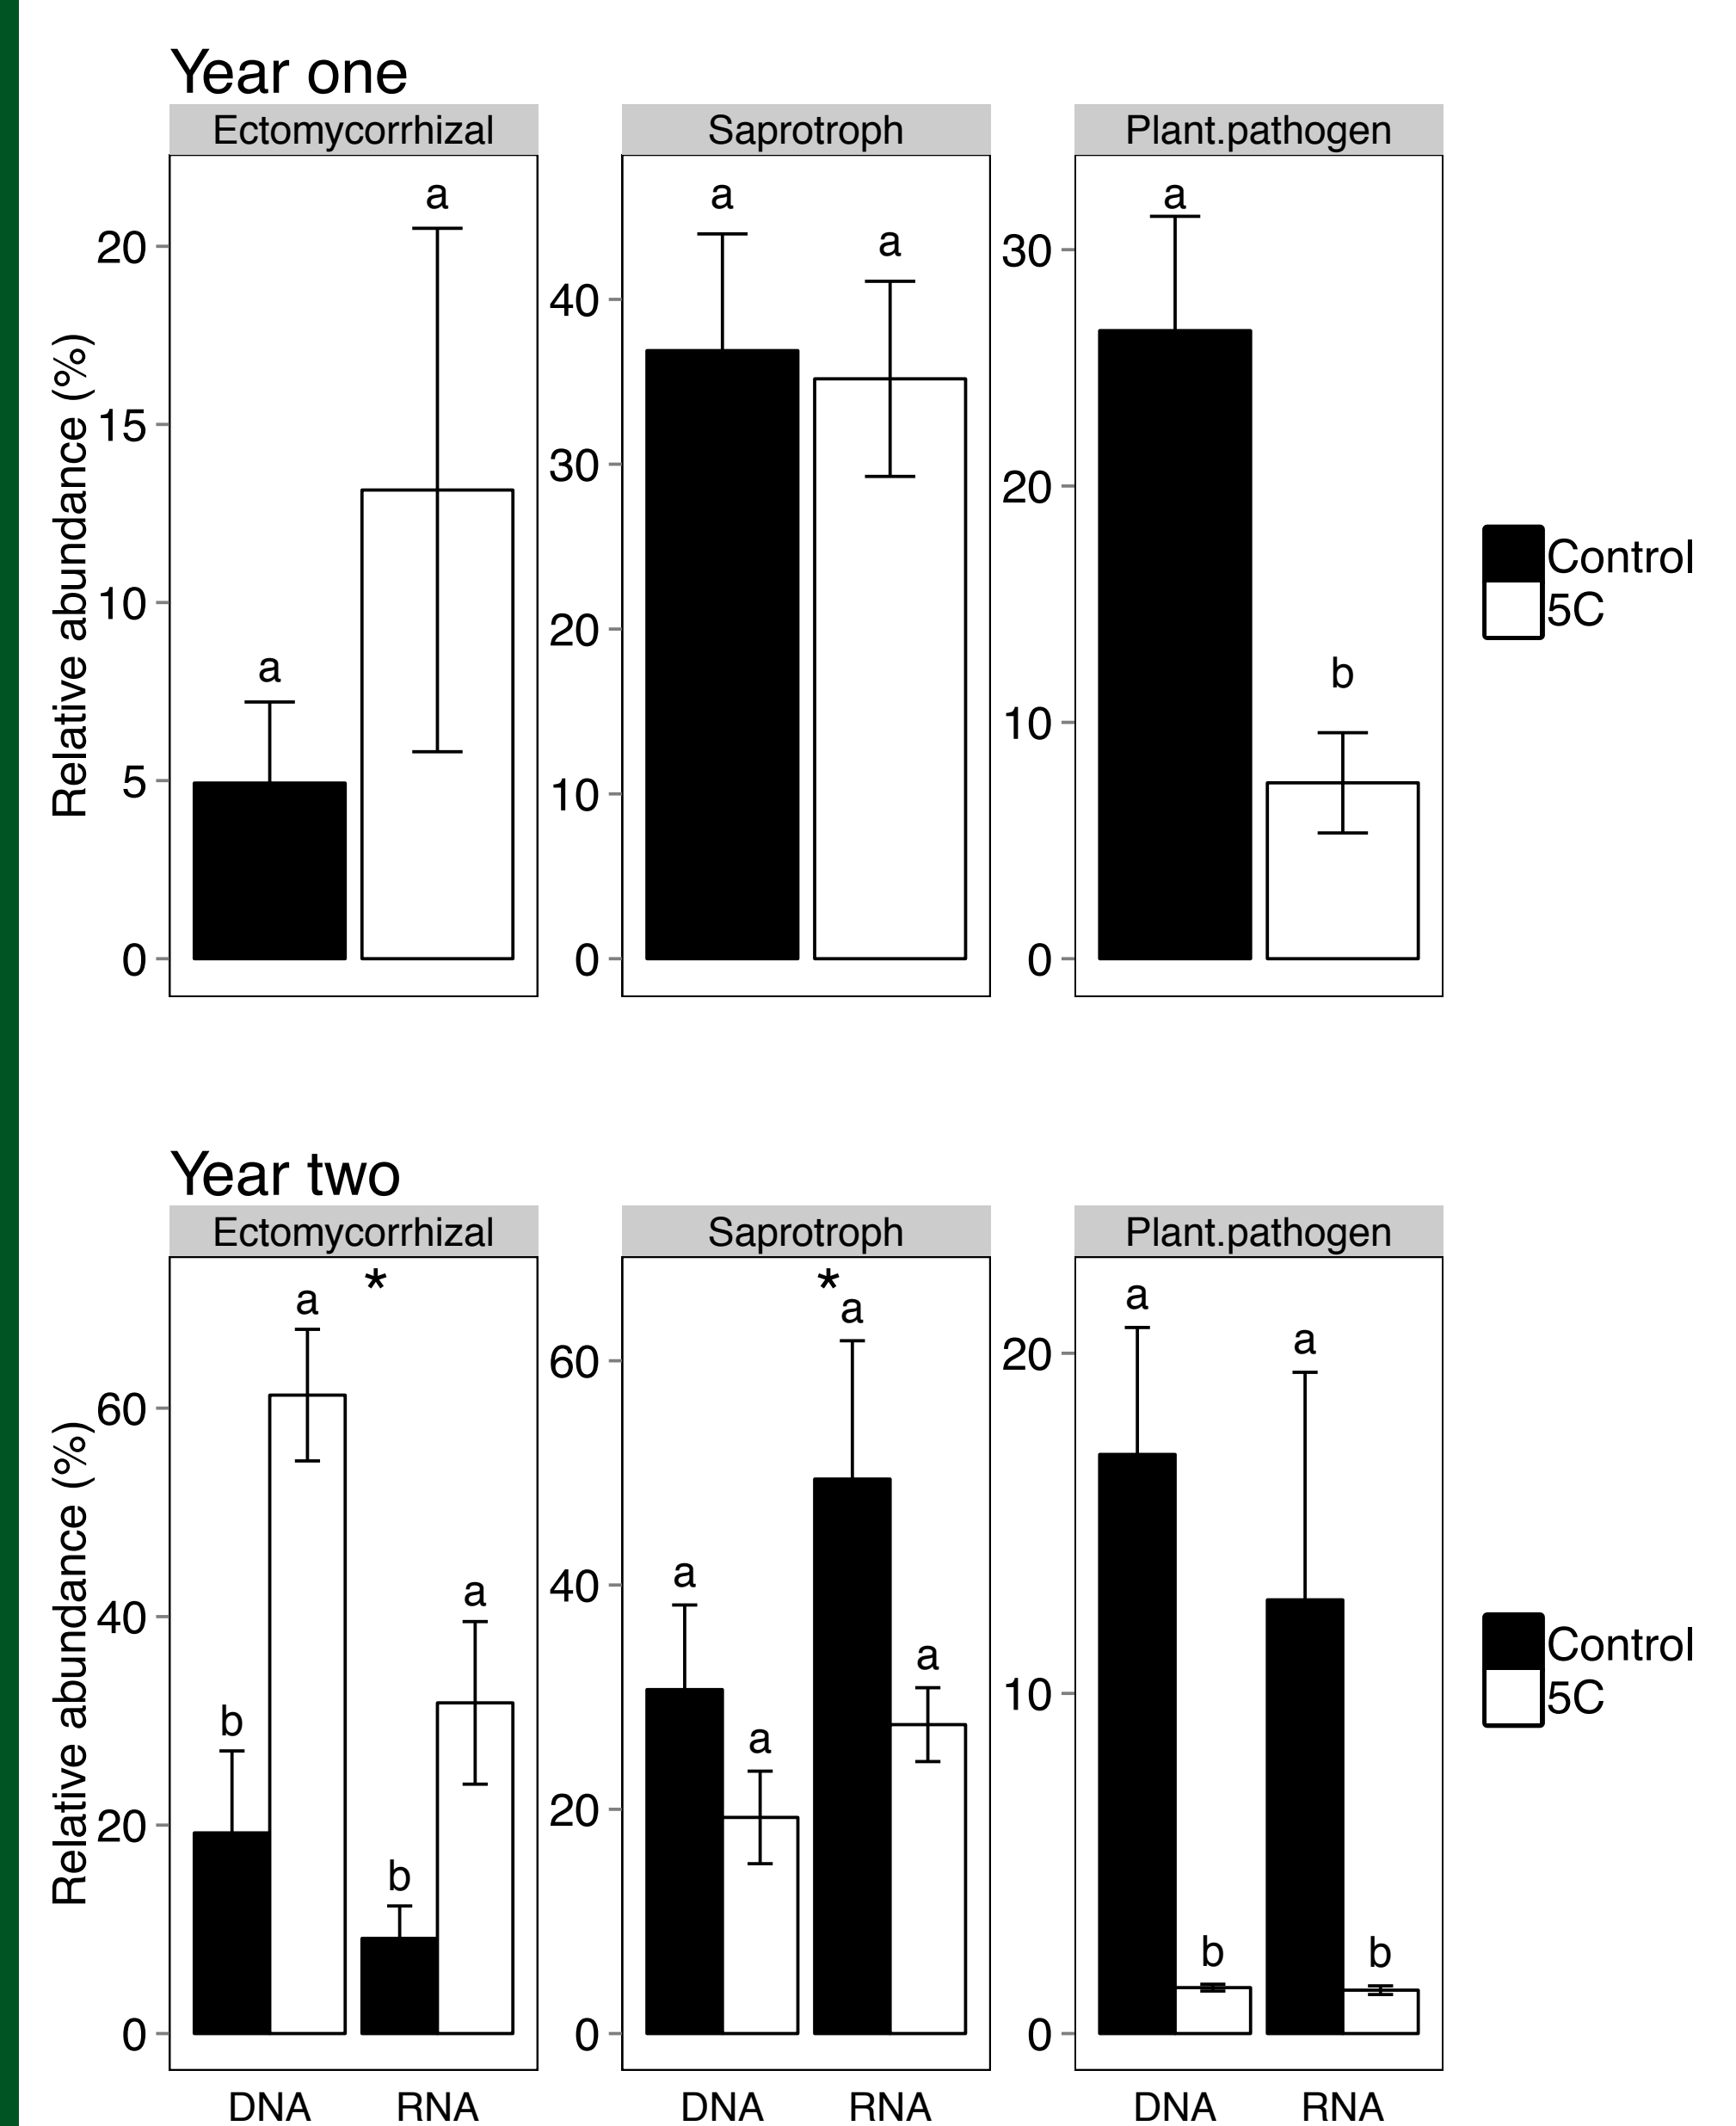 Year one
Ectomycorrhizal Saprotroph Plant.pathogen
Relative abundance (%)
20
15
10
5
0
a
a
40
30
20
10
0
a
a
30
20
10
0
a
b
Control
5C
Year two
Ectomycorrhizal Saprotroph Plant.pathogen
Relative abundance (%)
60
40
20
0
*
b
a
b
a
DNA RNA
60
40
20
0
*
a
a
a
a
DNA RNA
20
10
0
a
b
a
b
DNA RNA
Control
5C